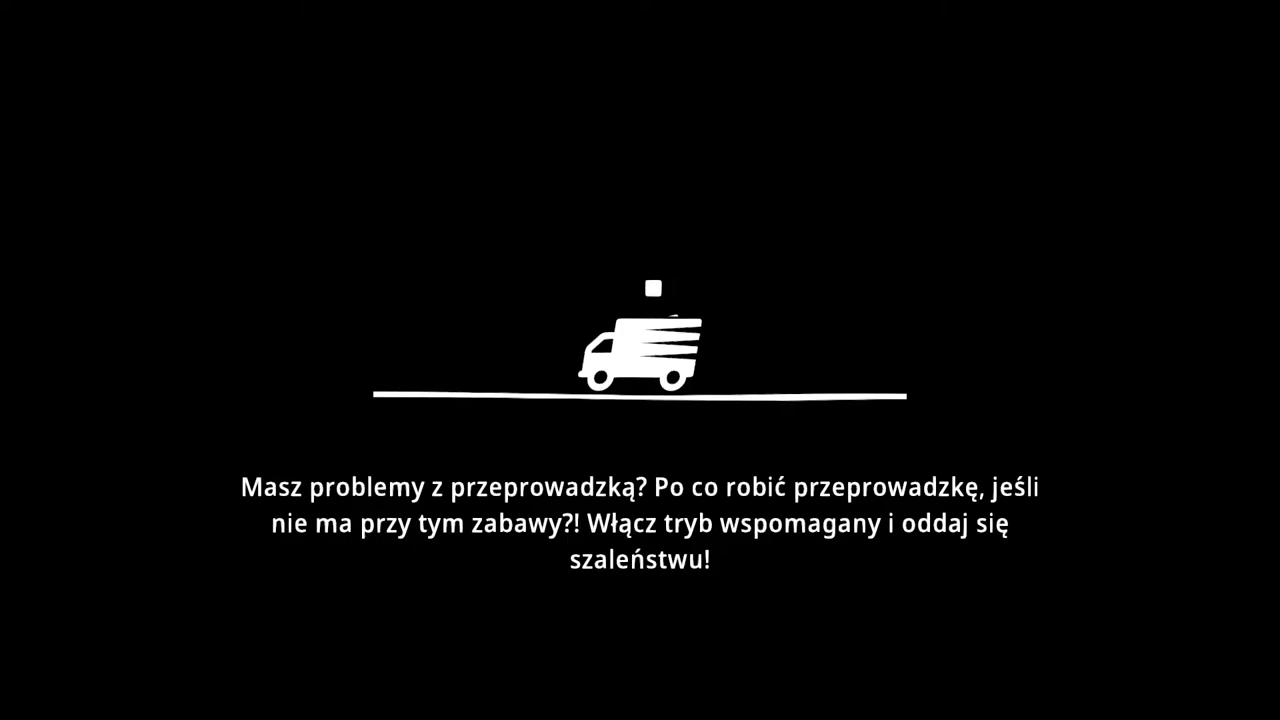 Masz problemy z przeprowadzką? Po co robić przeprowadzkę, jeśli
nie ma przy tym zabawy?! Włącz tryb wspomagany i oddaj się
szaleństwu!